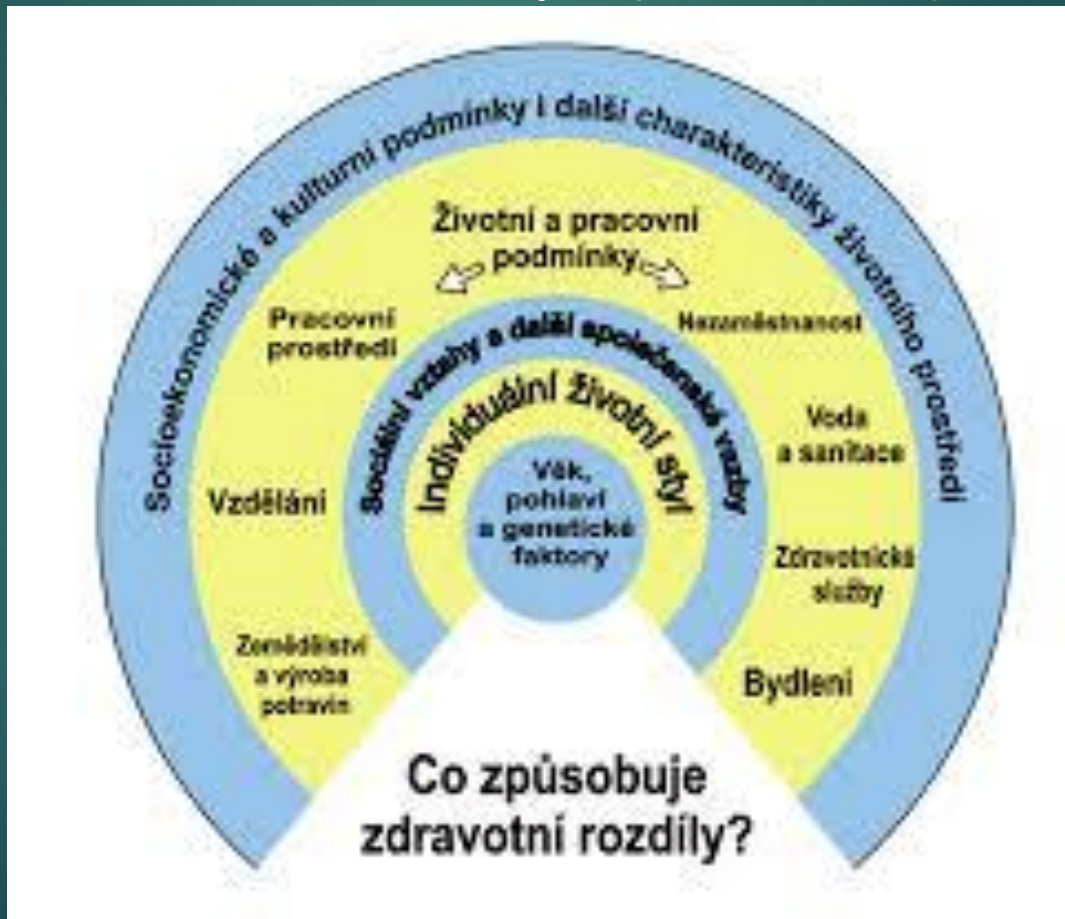 Socioekonomické a kulturní podmínky i další charakteristiky životního prostředí
Životní a pracovní
podmínky
Pracovní
prostředí
Nezaměstnanost
Sociální vztahy a další společenské vazby
Individuální životní styl
Voda
a sanitace
Věk,
pohlaví
a genetické
faktory
Vzdělání
Zdravotnické
služby
Zemědělství
a výroba
potravin
Bydlení
Co způsobuje
zdravotní rozdíly?